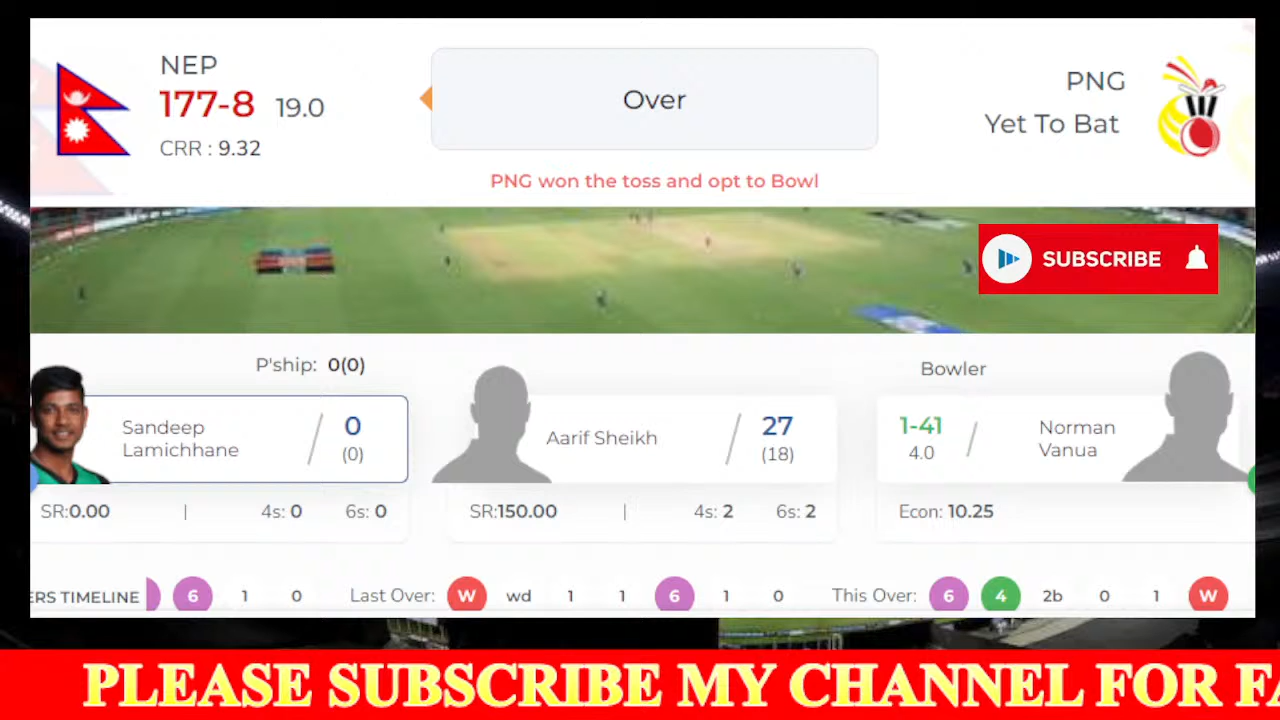 NEP
177-8 19.0
CRR : 9.32
Over
PNG won the toss and opt to Bowl
PNG
Yet To Bat
SUBSCRIBE
P'ship: 0(0)
Sandeep
Lamichhane
0
(0)
SR:0.00 | 4s: 0 6s: 0
Aarif Sheikh
27
(18)
SR:150.00 | 4s: 2 6s: 2
Bowler
1-41
4.0
Norman
Vanua
Econ: 10.25
ERS TIMELINE 6 1 0 Last Over: W wd 1 1 6 1 0 This Over: 6 4 2b 0 1 W
PLEASE SUBSCRIBE MY CHANNEL FOR FA